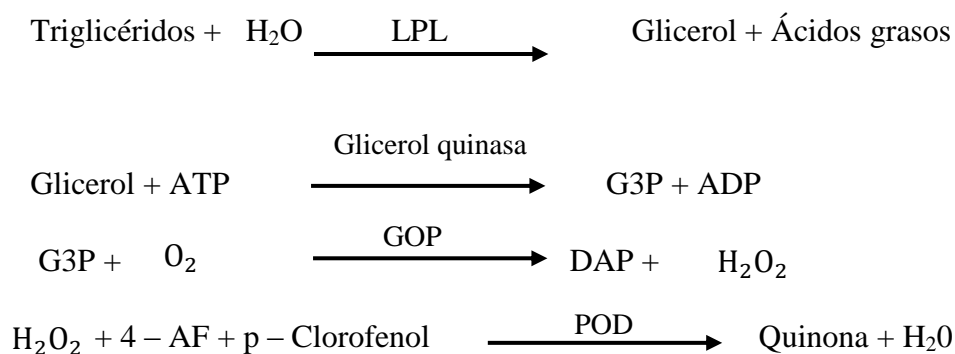 Triglicéridos + H₂O LPL Glicerol + Ácidos grasos
Glicerol quinasa
Glicerol + ATP G3P + ADP
G3P + O₂ GOP DAP + H₂O₂
H₂O₂ + 4 – AF + p – Clorofenol POD Quinona + H₂0